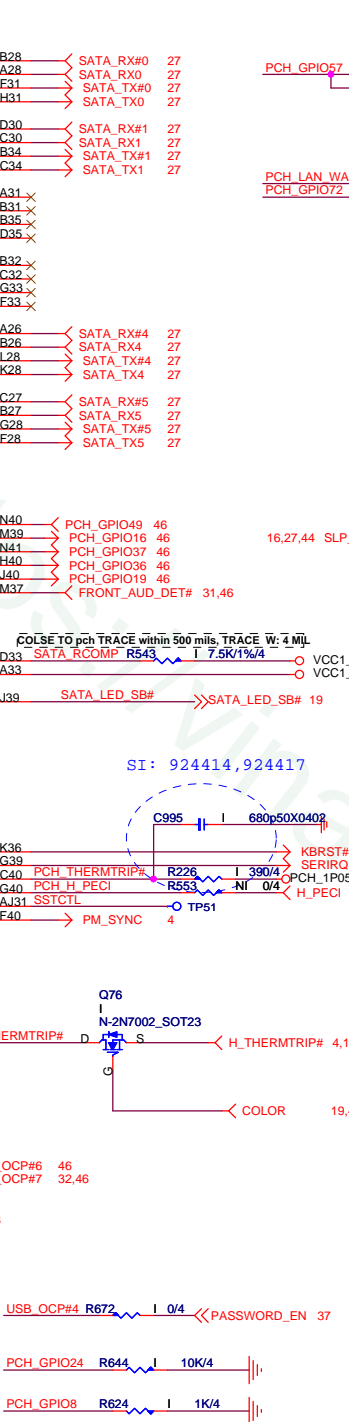 B28 SATA_RX#0 27
A28 SATA_RX0 27 PCH_GPIO57
F31 SATA_TX#0 27
H31 SATA_TX0 27
D30 SATA_RX#1 27
C30 SATA_RX1 27
B34 SATA_TX#1 27
C34 SATA_TX1 27
PCH_LAN_WA
A31 PCH_GPIO72
B31
B35
D35
B32
C32
G33
F33
A26 SATA_RX#4 27
B26 SATA_RX4 27
L28 SATA_TX#4 27
K28 SATA_TX4 27
C27 SATA_RX#5 27
B27 SATA_RX5 27
G28 SATA_TX#5 27
F28 SATA_TX5 27
N40 PCH_GPIO49 46
M39 PCH_GPIO16 46 16,27,44 SLP_
N41 PCH_GPIO37 46
H40 PCH_GPIO36 46
J40 PCH_GPIO19 46
M37 FRONT_AUD_DET# 31,46
COLSE TO pch TRACE within 500 mils, TRACE W: 4 MIL
D33 SATA_RCOMP R543 I 7.5K/1%/4 VCC1_
A33 VCC1_
J39 SATA_LED_SB# SATA_LED_SB# 19
SI: 924414,924417
C995 I 680p50X0402
K36 KBRST#
G39 SERIRQ
C40 PCH_THERMTRIP# R226 I 390/4 PCH_1P05
G40 PCH_H_PECI R553 NI 0/4 H_PECI
AJ31 SSTCTL TP51
F40 PM_SYNC 4
Q76
I
N-2N7002_SOT23
ERMTRIP# D S H_THERMTRIP# 4,1
G
COLOR 19,
OCP#6 46
OCP#7 32,46
USB_OCP#4 R672 I 0/4 PASSWORD_EN 37
PCH_GPIO24 R644 I 10K/4
PCH_GPIO8 R624 I 1K/4